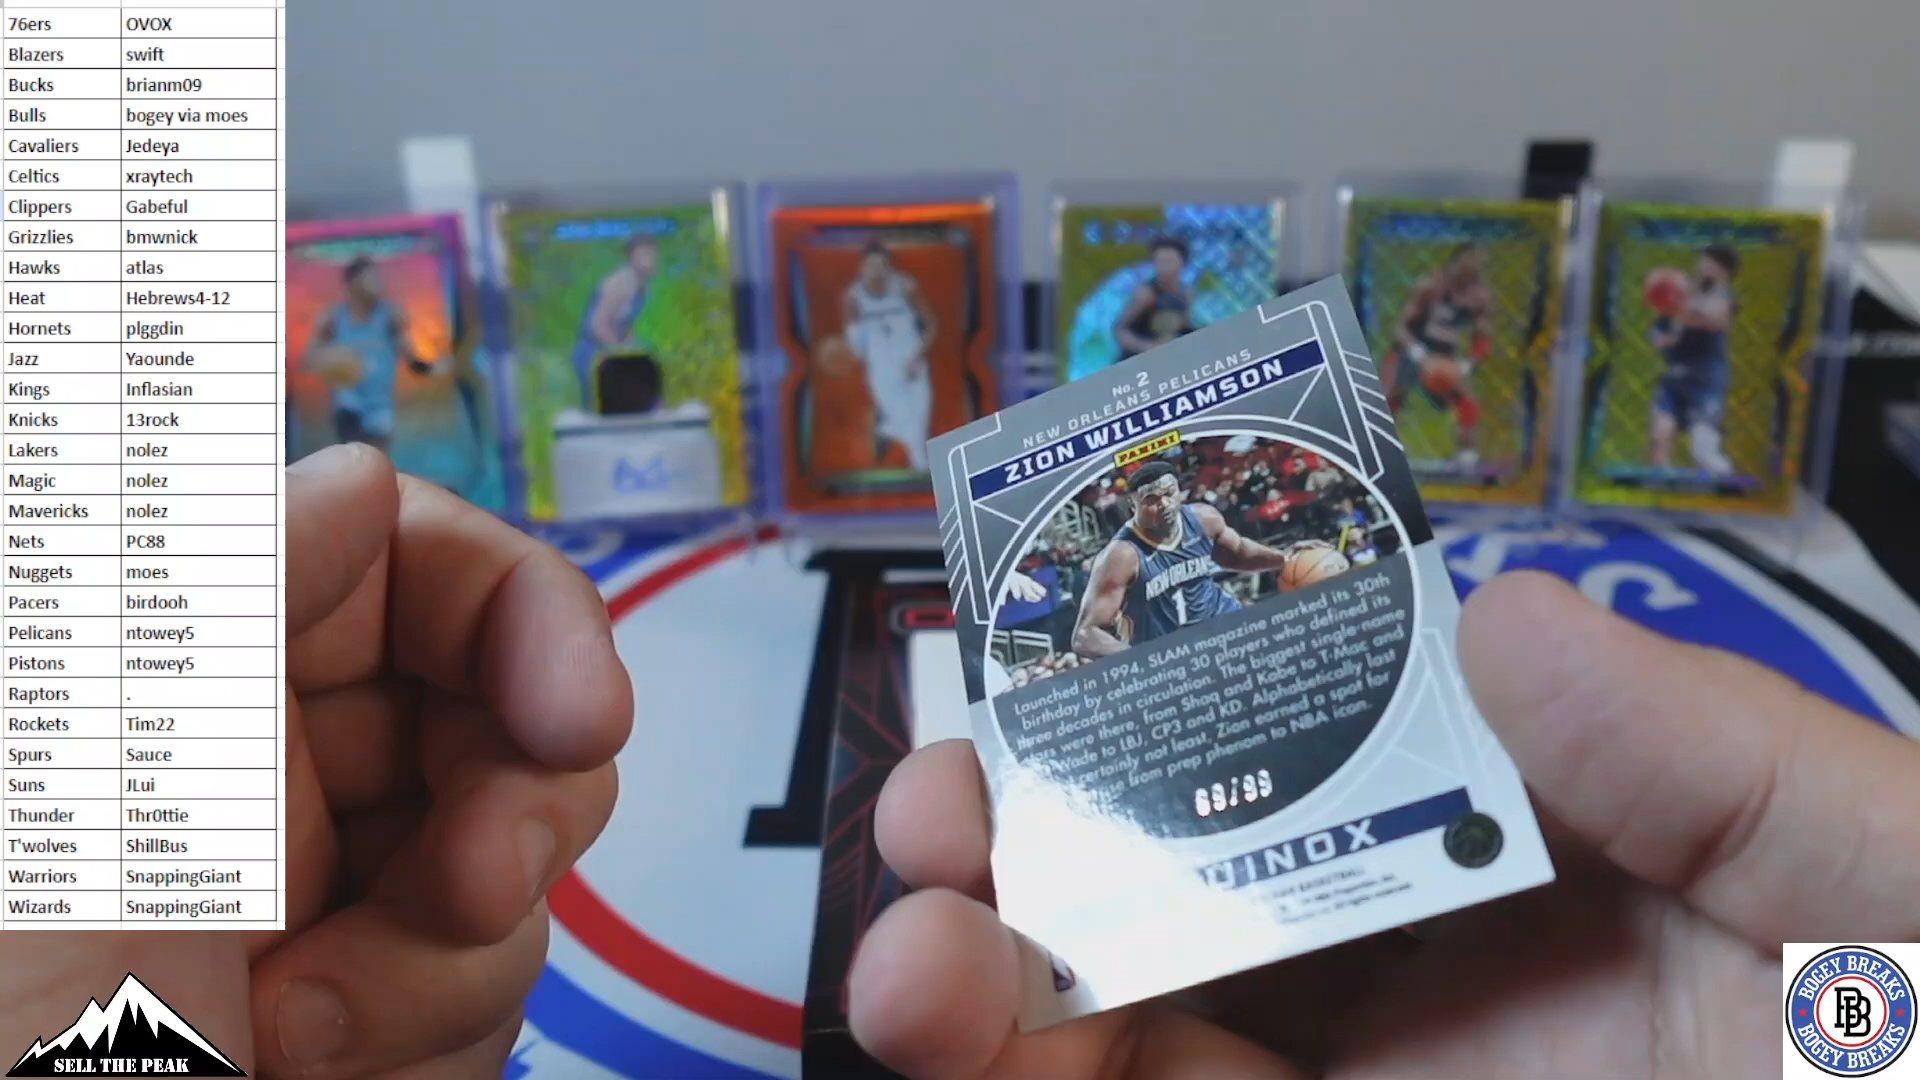 76ers OVOX
Blazers swift
Bucks brianm09
Bulls bogey via moes
Cavaliers Jedeya
Celtics xraytech
Clippers Gabeful
Grizzlies bmwnick
Hawks atlas
Heat Hebrews4-12
Hornets plggdin
Jazz Yaounde
Kings Inflasian
Knicks 13rock
Lakers nolez
Magic nolez
Mavericks nolez
Nets PC88
Nuggets moes
Pacers birdooh
Pelicans ntowey5
Pistons ntowey5
Raptors .
Rockets Tim22
Spurs Sauce
Suns JLui
Thunder Thr0ttie
T'wolves ShillBus
Warriors SnappingGiant
Wizards SnappingGiant
SELL THE PEAK
No. 2
NEW ORLEANS PELICANS
ZION WILLIAMSON
PANINI
NEW ORLEANS
1
Launched in 1994, SLAM magazine marked its 30th
birthday by celebrating 30 players who defined its
three decades in circulation. The biggest single-name
stars were there, from Shaq and Kobe to T-Mac and
Wade to LBJ, CP3 and KD. Alphabetically last
certainly not least, Zion earned a spot for
rise from prep phenom to NBA icon.
69/99
INOX
BASKETBALL
BOGEY BREAKS
BB
BOGEY BREAKS